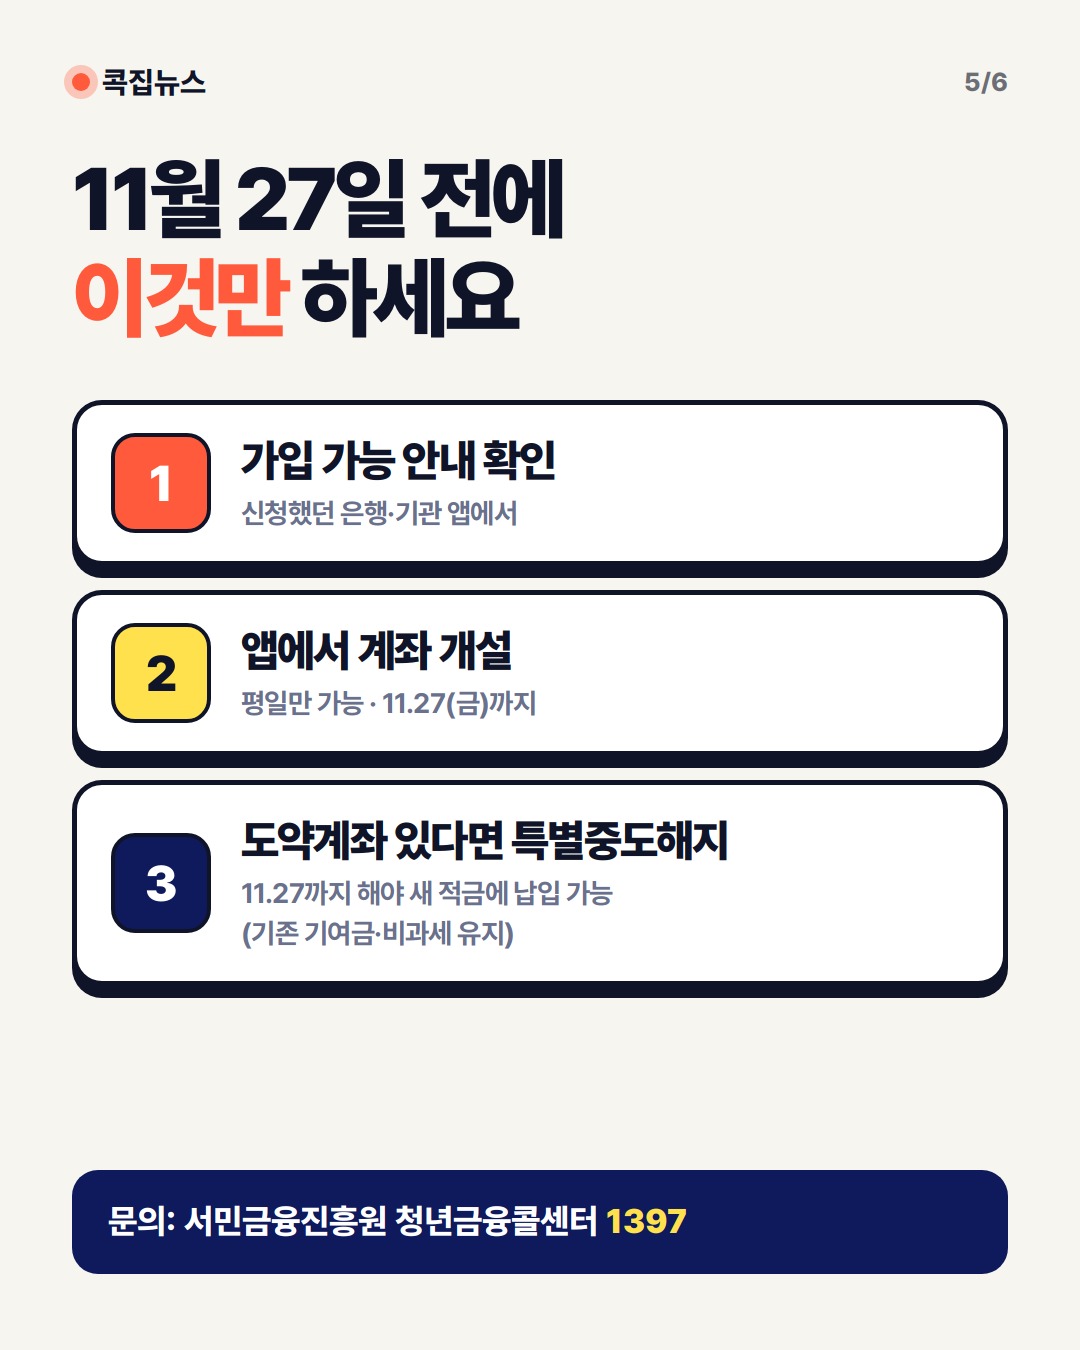 콕집뉴스
5/6
11월 27일 전에
이것만 하세요
1
가입 가능 안내 확인
신청했던 은행·기관 앱에서
2
앱에서 계좌 개설
평일만 가능 · 11.27(금)까지
3
도약계좌 있다면 특별중도해지
11.27까지 해야 새 적금에 납입 가능
(기존 기여금·비과세 유지)
문의: 서민금융진흥원 청년금융콜센터 1397